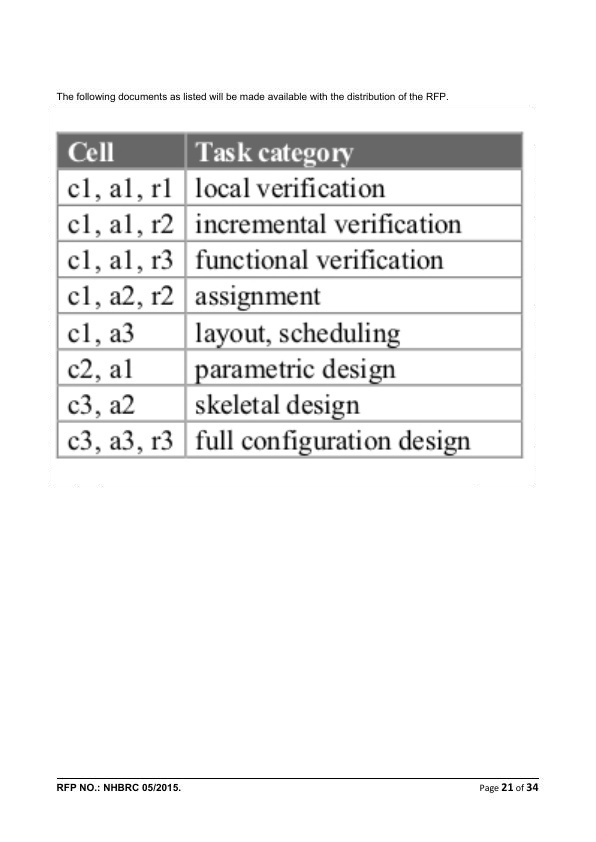 The following documents as listed will be made available with the distribution of the RFP.
Cell Task category
c1, a1, r1 local verification
c1, a1, r2 incremental verification
c1, a1, r3 functional verification
c1, a2, r2 assignment
c1, a3 layout, scheduling
c2, a1 parametric design
c3, a2 skeletal design
c3, a3, r3 full configuration design
RFP NO.: NHBRC 05/2015. Page 21 of 34